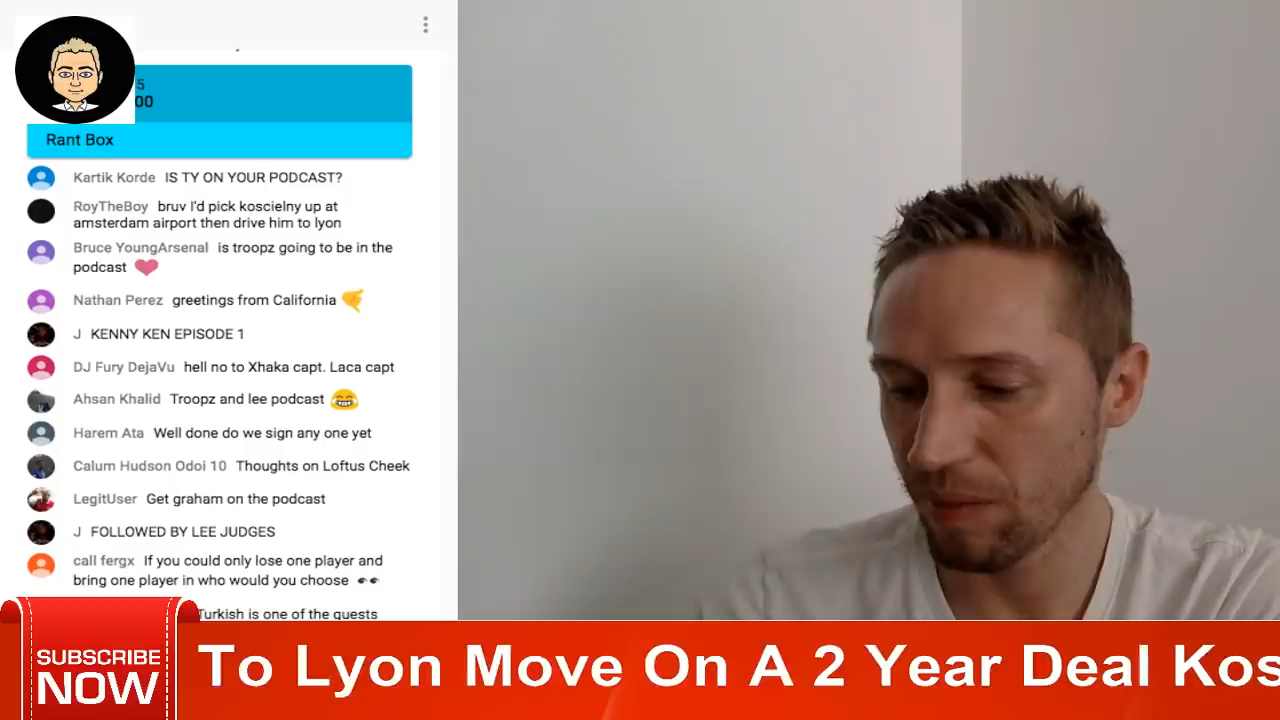 5
00
Rant Box
Kartik Korde IS TY ON YOUR PODCAST?
RoyTheBoy bruv I'd pick koscielny up at
amsterdam airport then drive him to lyon
Bruce YoungArsenal is troopz going to be in the
podcast
Nathan Perez greetings from California
J KENNY KEN EPISODE 1
DJ Fury DejaVu hell no to Xhaka capt. Laca capt
Ahsan Khalid Troopz and lee podcast
Harem Ata Well done do we sign any one yet
Calum Hudson Odoi 10 Thoughts on Loftus Cheek
LegitUser Get graham on the podcast
J FOLLOWED BY LEE JUDGES
call fergx If you could only lose one player and
bring one player in who would you choose
Turkish is one of the guests
SUBSCRIBE
NOW
To Lyon Move On A 2 Year Deal Kos